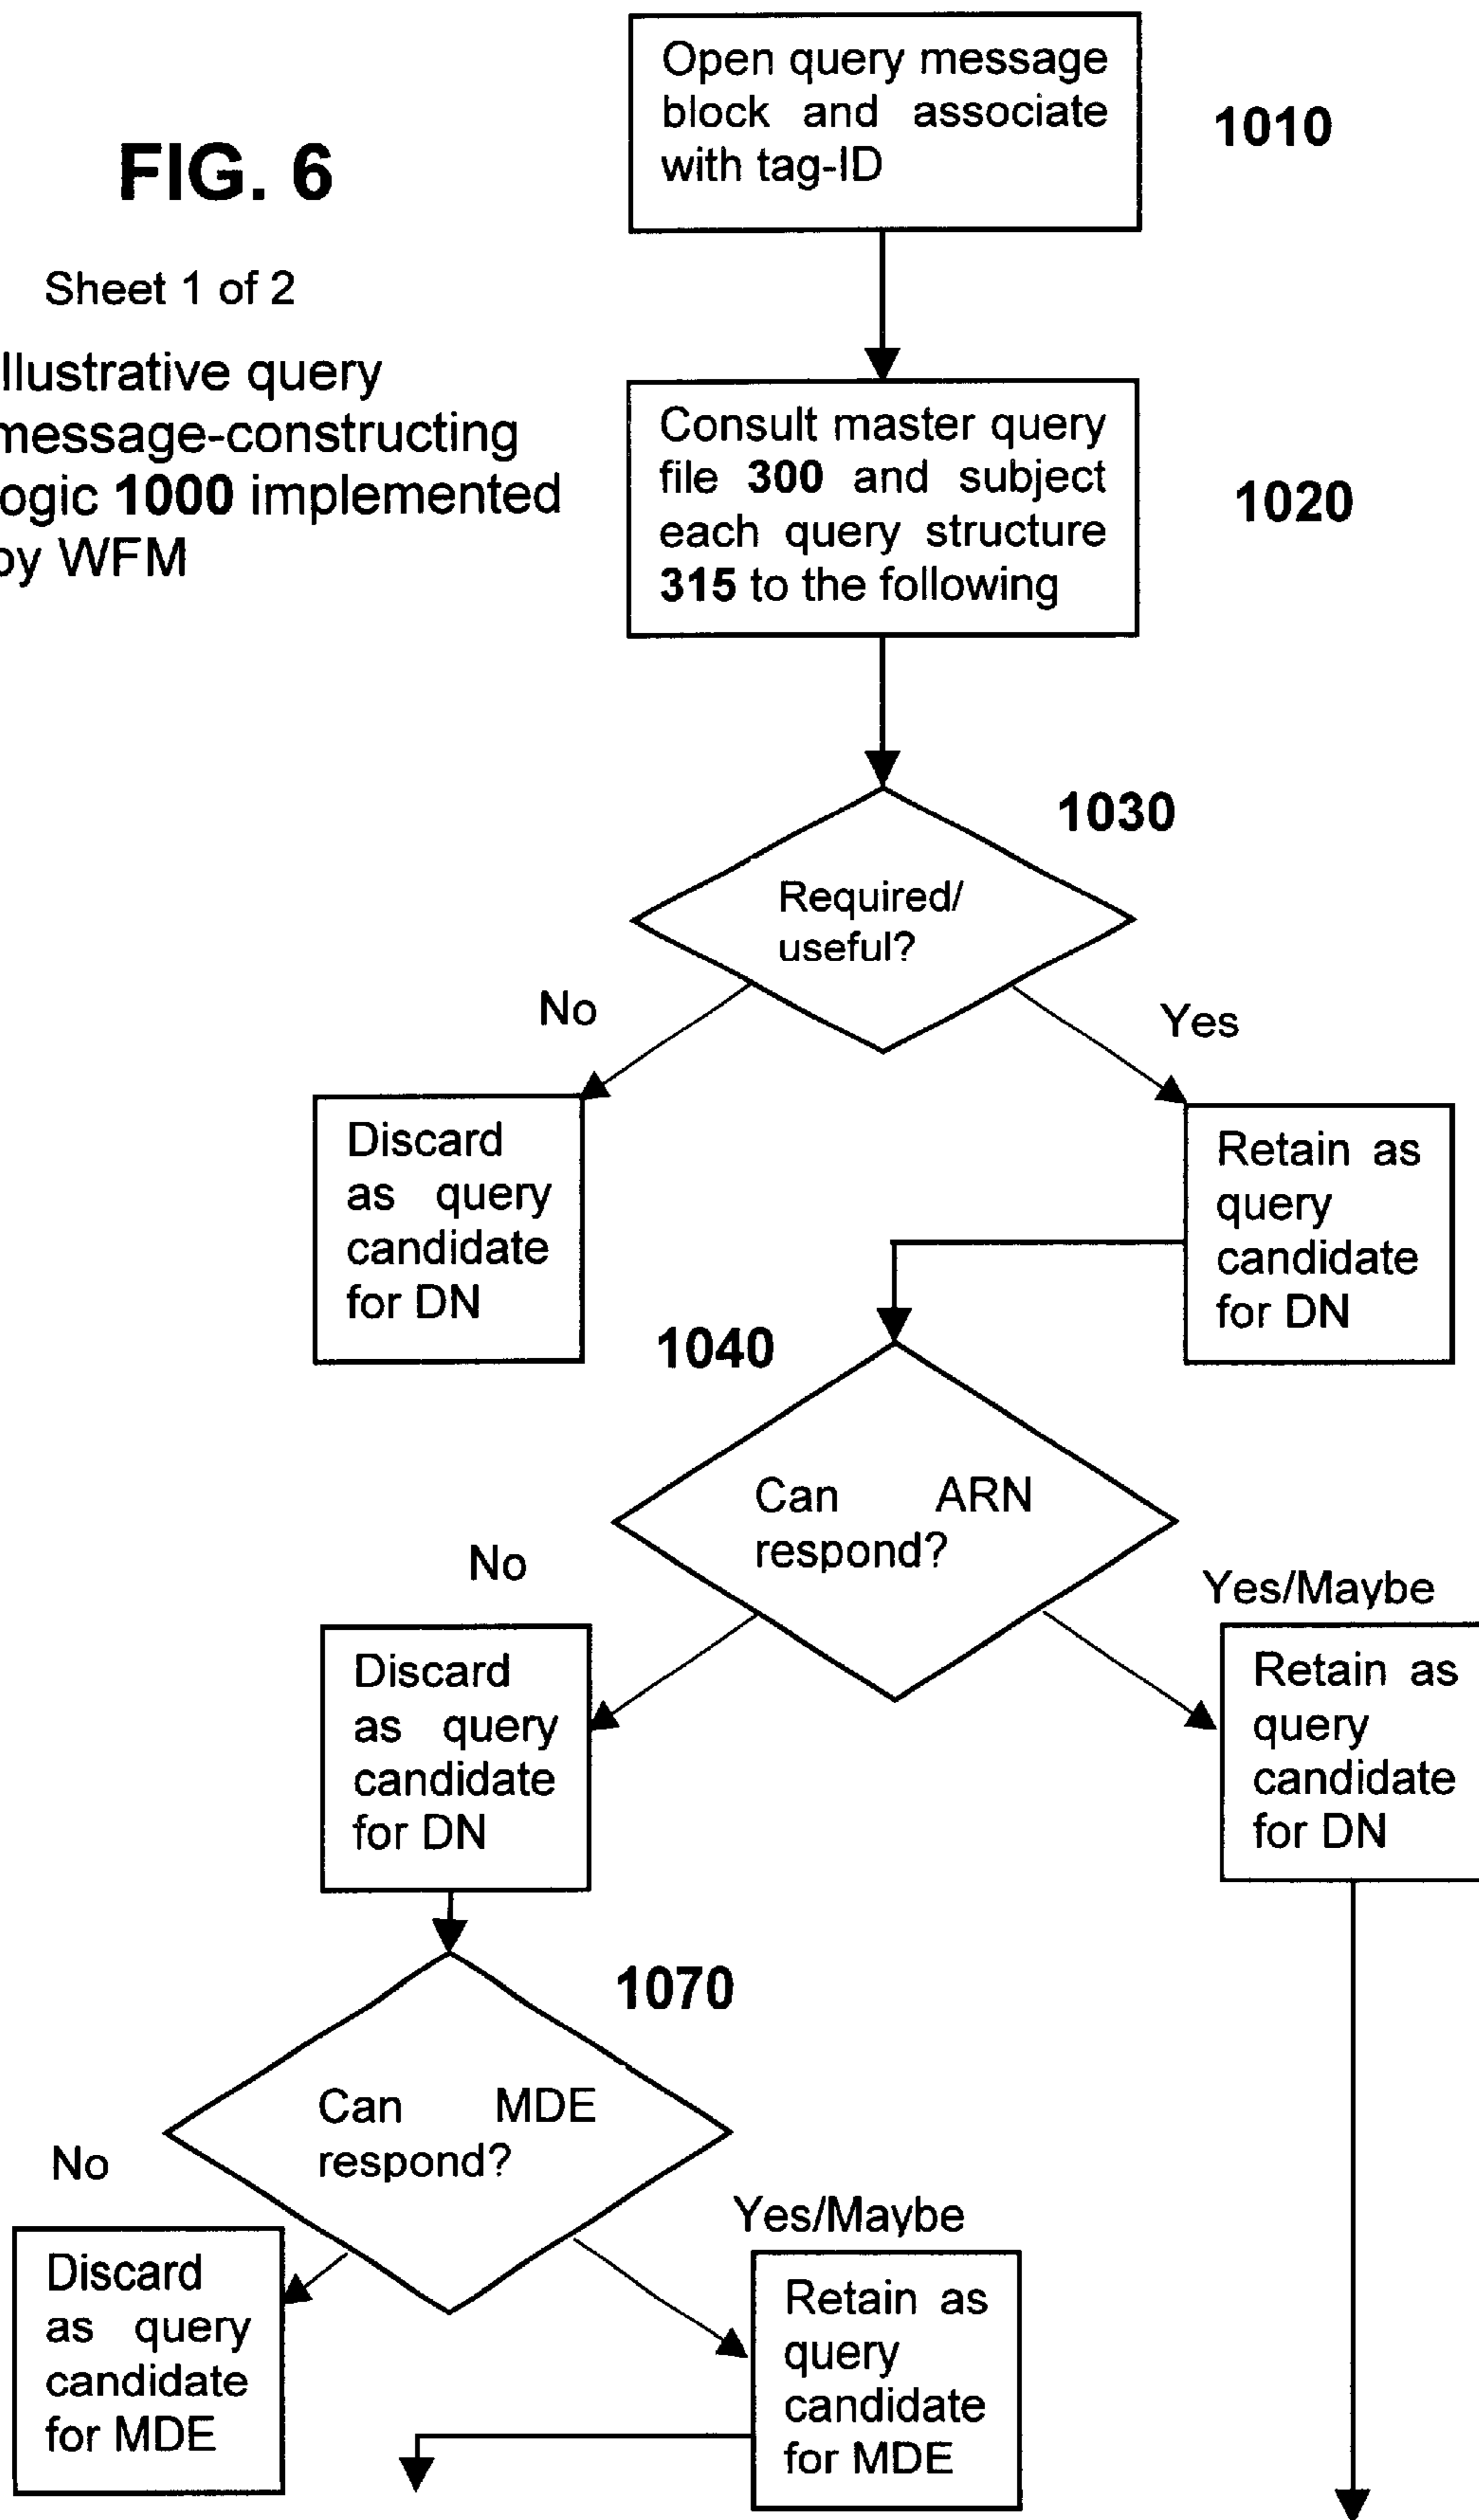 FIG. 6
Sheet 1 of 2
llustrative query
message-constructing
ogic 1000 implemented
by WFM
Open query message
block and associate
with tag-ID
1010
Consult master query
file 300 and subject
each query structure
315 to the following
1020
1030
Required/
useful?
No
Yes
Discard
as query
candidate
for DN
Retain as
query
candidate
for DN
1040
Can ARN
respond?
No
Yes/Maybe
Discard
as query
candidate
for DN
Retain as
query
candidate
for DN
1070
Can MDE
respond?
No
Yes/Maybe
Discard
as query
candidate
for MDE
Retain as
query
candidate
for MDE